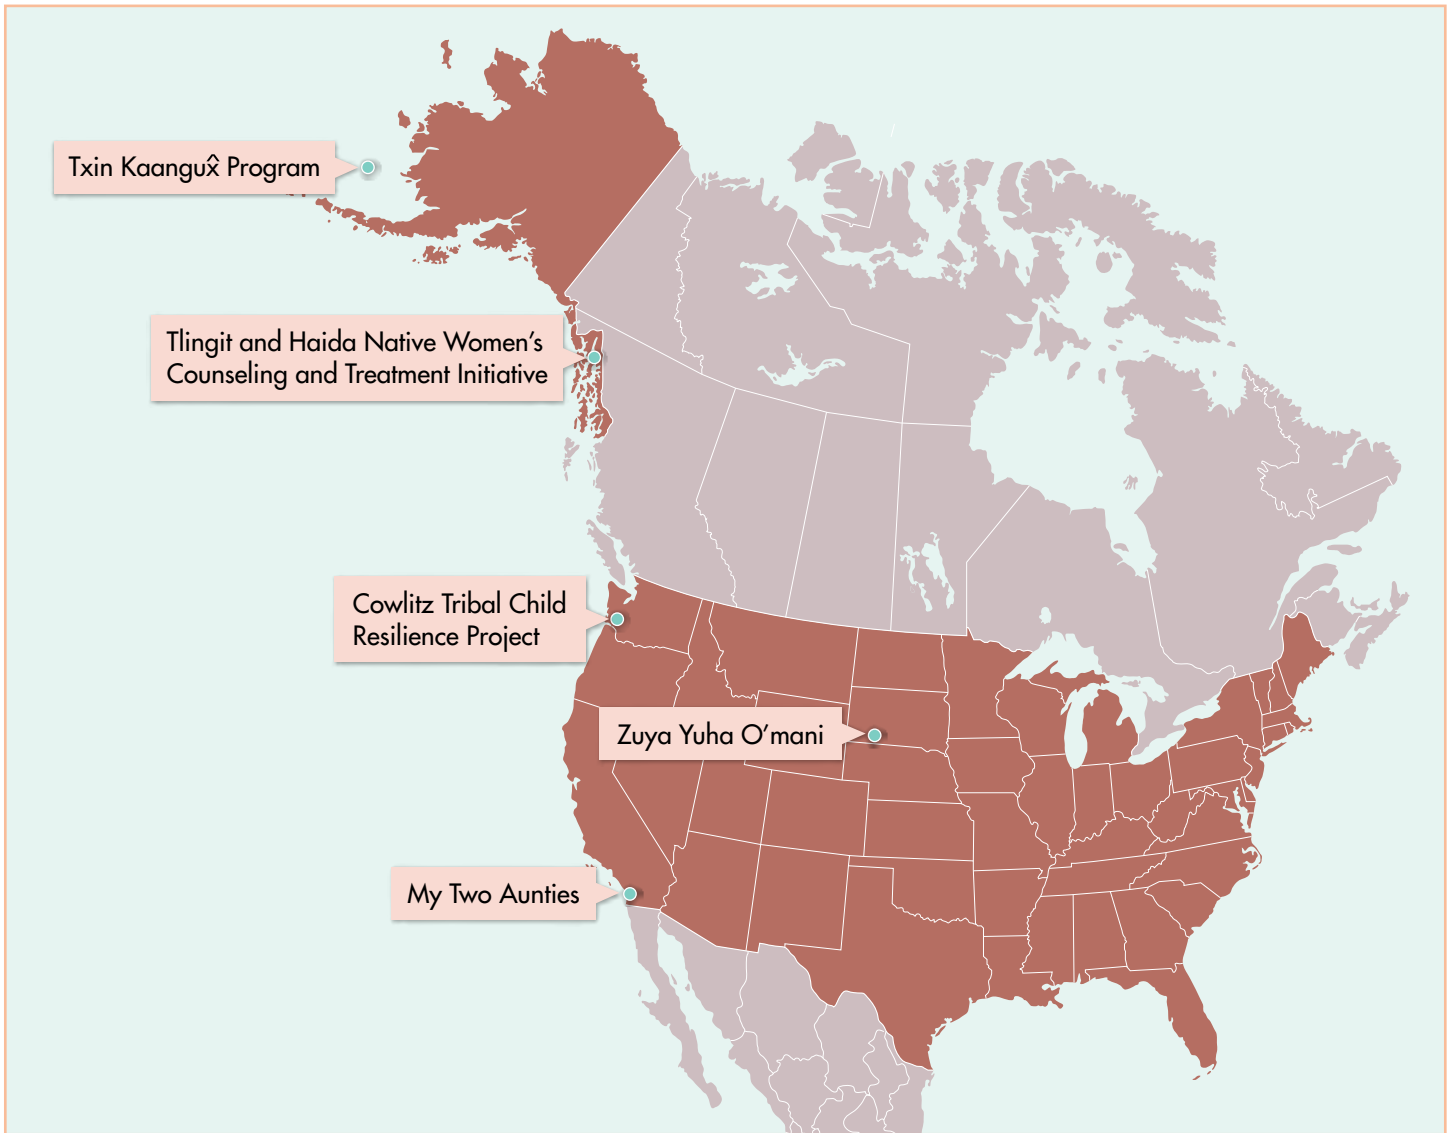 Txin Kaangux̂ Program
Tlingit and Haida Native Women’s
Counseling and Treatment Initiative
Cowlitz Tribal Child
Resilience Project
Zuya Yuha O’mani
My Two Aunties